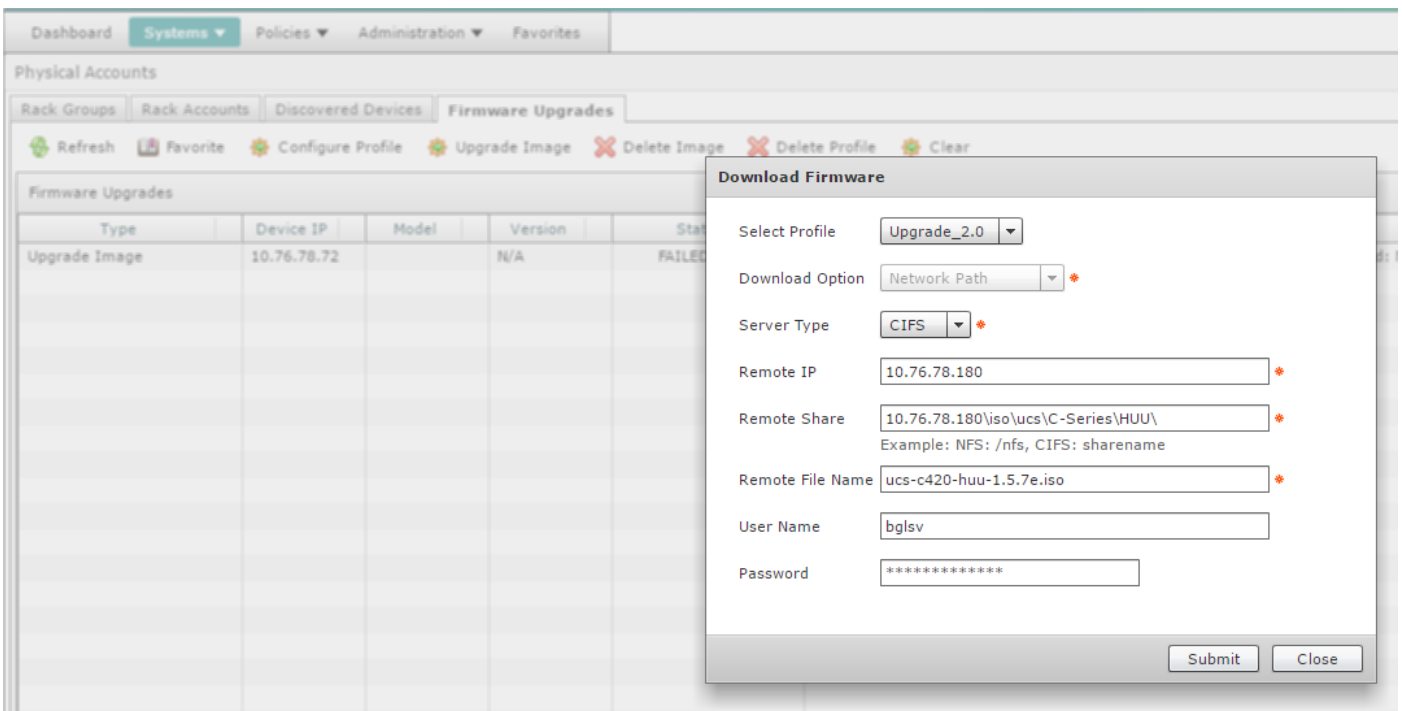 Dashboard Systems ▼ Policies ▼ Administration ▼ Favorites
Physical Accounts
Rack Groups Rack Accounts Discovered Devices Firmware Upgrades
Refresh Favorite Configure Profile Upgrade Image Delete Image Delete Profile Clear
Firmware Upgrades
Type Device IP Model Version Stat
Upgrade Image 10.76.78.72 N/A FAILED
Download Firmware
Select Profile Upgrade_2.0
Download Option Network Path *
Server Type CIFS *
Remote IP 10.76.78.180 *
Remote Share 10.76.78.180\iso\ucs\C-Series\HUU\ *
Example: NFS: /nfs, CIFS: sharename
Remote File Name ucs-c420-huu-1.5.7e.iso *
User Name bglsv
Password *************
Submit Close